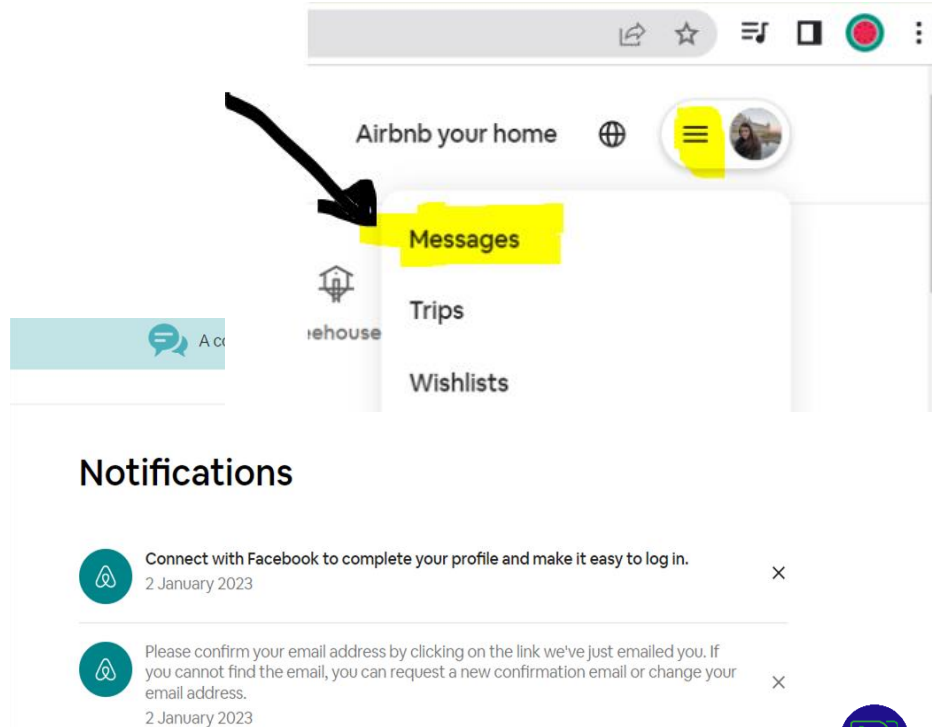 Airbnb your home
Messages
Trips
Wishlists
ehouse
A co
Notifications
Connect with Facebook to complete your profile and make it easy to log in.
2 January 2023
Please confirm your email address by clicking on the link we've just emailed you. If
you cannot find the email, you can request a new confirmation email or change your
email address.
2 January 2023